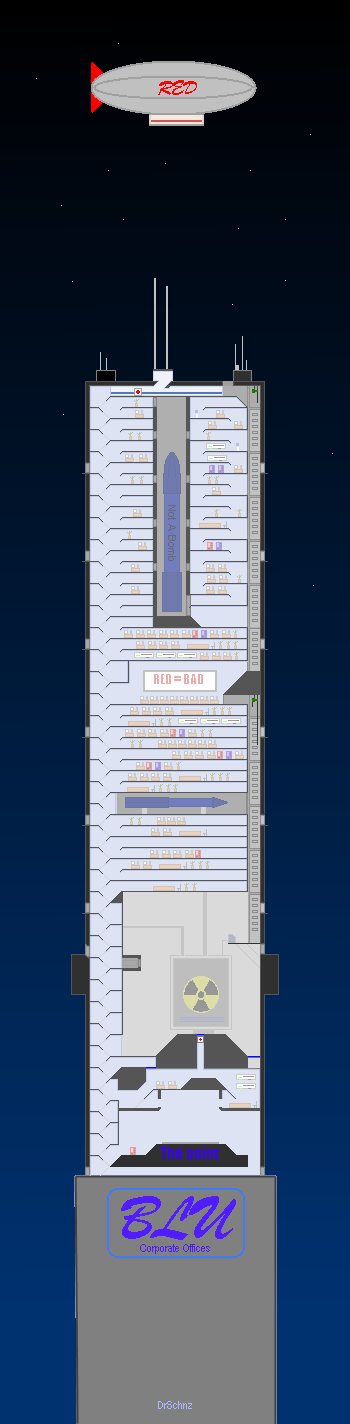 RED
Not A Bomb
RED=BAD
The point
BLU
Corporate Offices
DrSchnz